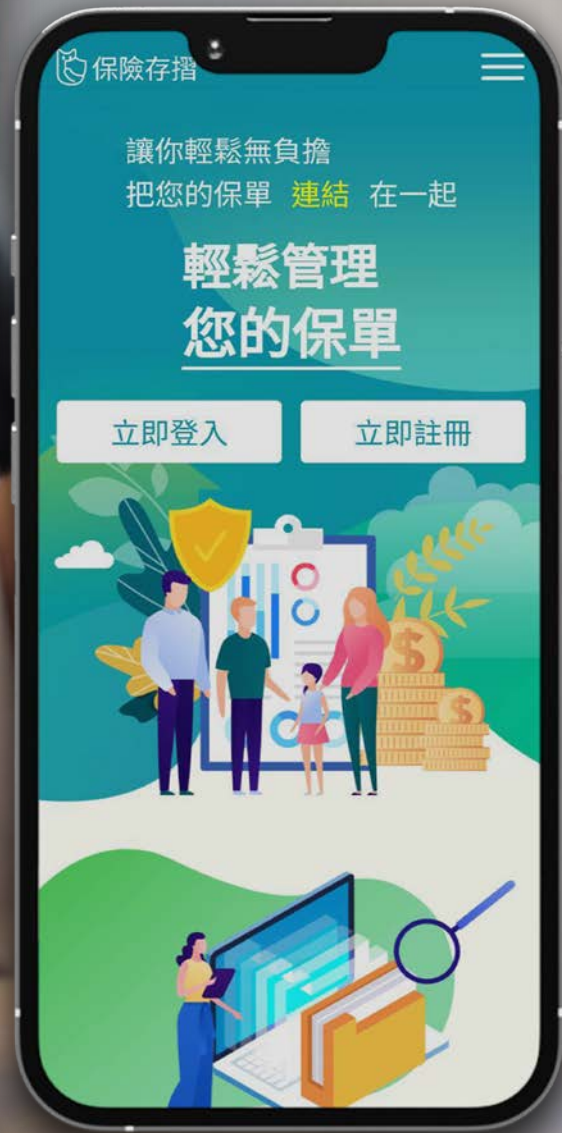 保險存摺
讓你輕鬆無負擔
把您的保單 連結 在一起
輕鬆管理
您的保單
立即登入
立即註冊
$
$